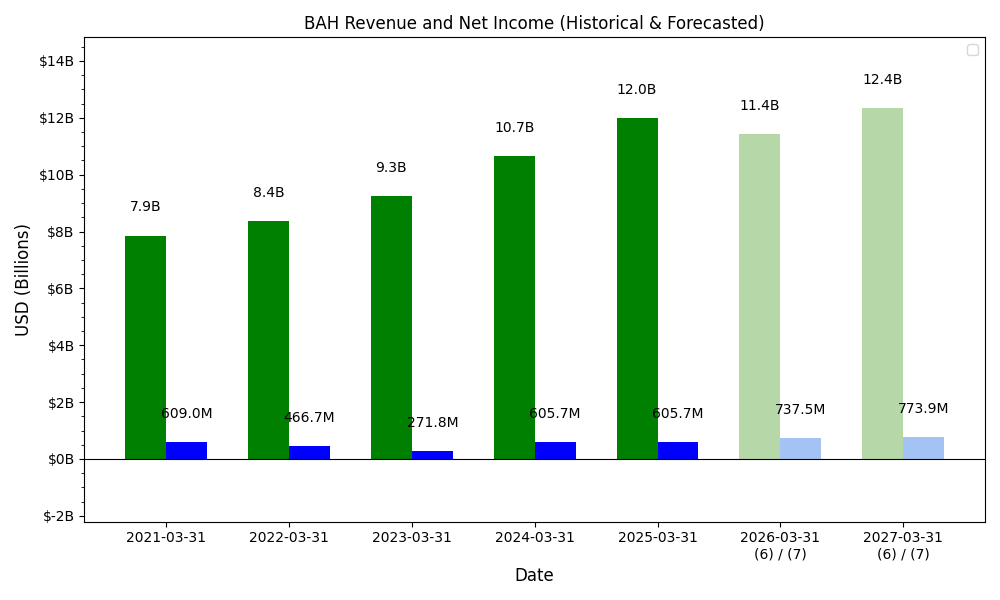 BAH Revenue and Net Income (Historical & Forecasted)
$14B
$12B
$10B
$8B
$6B
$4B
$2B
$0B
$-2B
USD (Billions)
7.9B
8.4B
9.3B
10.7B
12.0B
11.4B
12.4B
609.0M
466.7M
271.8M
605.7M
605.7M
737.5M
773.9M
2021-03-31
2022-03-31
2023-03-31
2024-03-31
2025-03-31
2026-03-31
(6) / (7)
2027-03-31
(6) / (7)
Date